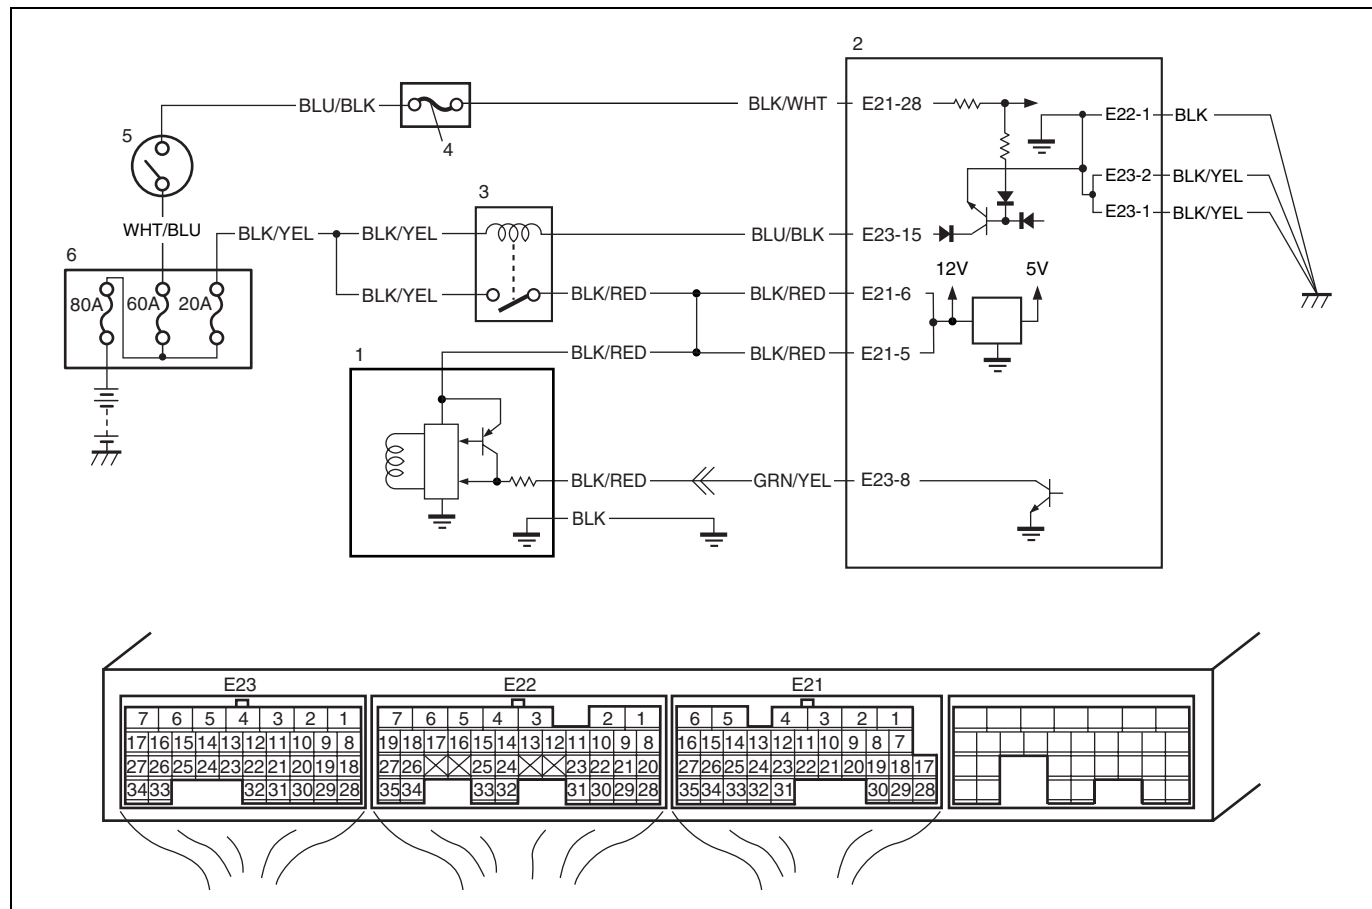 2
BLU/BLK
4
BLK/WHT
E21-28
E22-1
BLK
5
E23-2
BLK/YEL
3
E23-1
BLK/YEL
WHT/BLU
BLK/YEL
BLK/YEL
BLU/BLK
E23-15
6
12V
5V
80A
60A
20A
BLK/YEL
BLK/RED
BLK/RED
E21-6
1
BLK/RED
BLK/RED
E21-5
BLK/RED
GRN/YEL
E23-8
BLK
E23
E22
E21
7 6 5 4 3 2 1
7 6 5 4 3 2 1
6 5 4 3 2 1
17 16 15 14 13 12 11 10 9 8
19 18 17 16 15 14 13 12 11 10 9 8
16 15 14 13 12 11 10 9 8 7
27 26 25 24 23 22 21 20 19 18
27 26 25 24 23 22 21 20
27 26 25 24 23 22 21 20 19 18 17
34 33 32 31 30 29 28
35 34 33 32 31 30 29 28
35 34 33 32 31 30 29 28